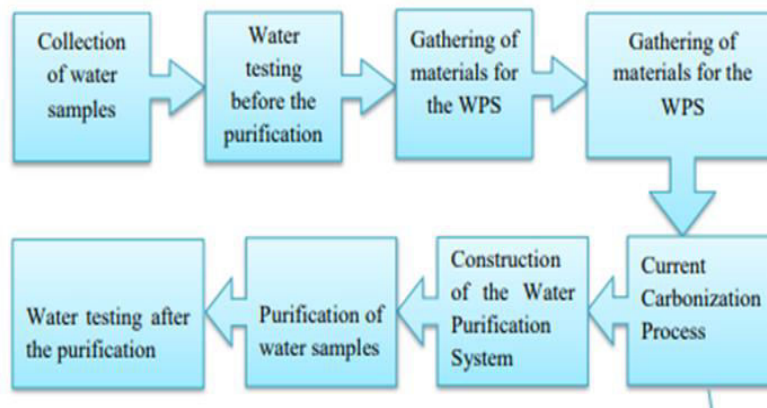 Collection
of water
samples
Water
testing
before the
purification
Gathering of
materials for
the WPS
Gathering of
materials for the
WPS
Current
Carbonization
Process
Construction
of the Water
Purification
System
Purification of
water samples
Water testing after
the purification